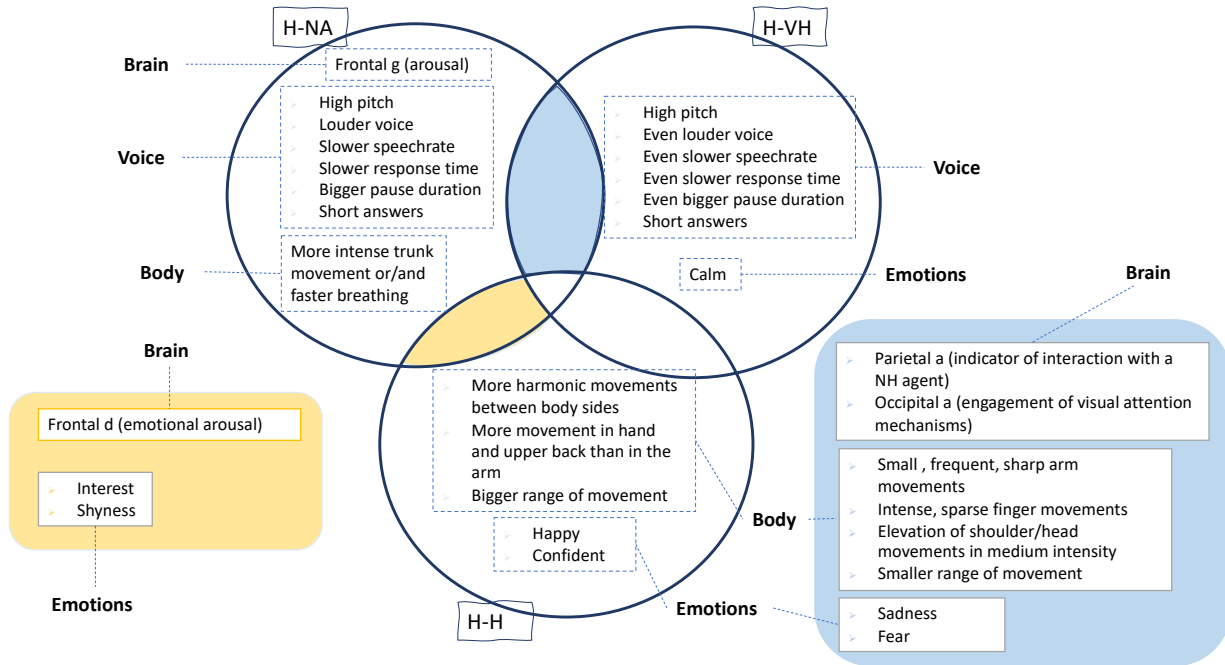 H-NA
H-VH
Brain
Frontal g (arousal)
Voice
High pitch
Louder voice
Slower speechrate
Slower response time
Bigger pause duration
Short answers
High pitch
Even louder voice
Even slower speechrate
Even slower response time
Even bigger pause duration
Short answers
Voice
Body
More intense trunk
movement or/and
faster breathing
Calm
Emotions
Brain
Brain
Frontal d (emotional arousal)
Interest
Shyness
Emotions
More harmonic movements
between body sides
More movement in hand
and upper back than in the
arm
Bigger range of movement
Happy
Confident
H-H
Body
Emotions
Parietal a (indicator of interaction with a
NH agent)
Occipital a (engagement of visual attention
mechanisms)
Small , frequent, sharp arm
movements
Intense, sparse finger movements
Elevation of shoulder/head
movements in medium intensity
Smaller range of movement
Sadness
Fear